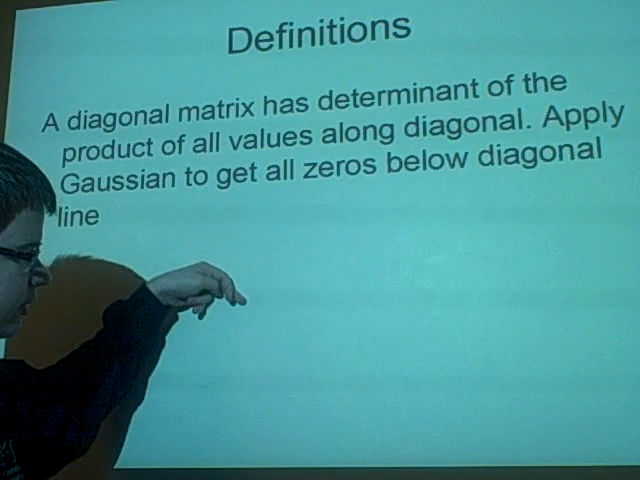 Definitions
A diagonal matrix has determinant of the
product of all values along diagonal. Apply
Gaussian to get all zeros below diagonal
line